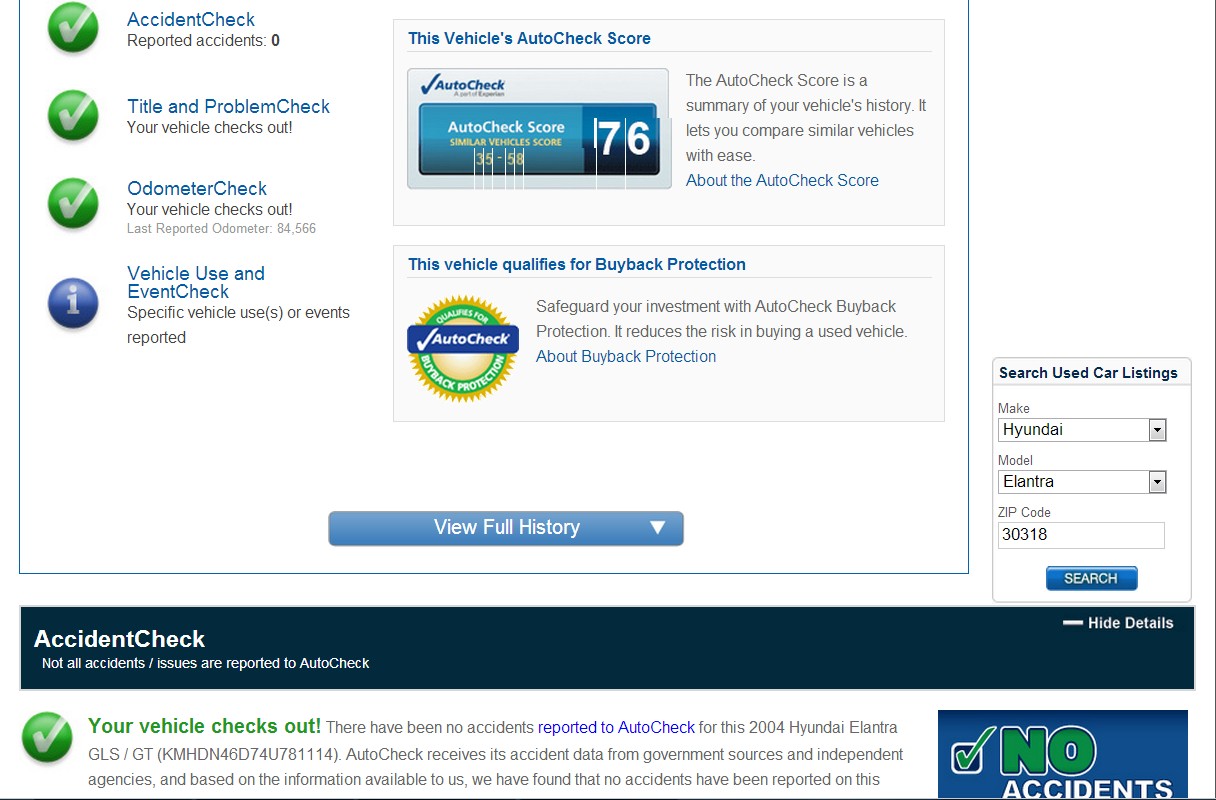 AccidentCheck
Reported accidents: 0
Title and ProblemCheck
Your vehicle checks out!
OdometerCheck
Your vehicle checks out!
Last Reported Odometer: 84,566
Vehicle Use and
EventCheck
Specific vehicle use(s) or events
reported
This Vehicle's AutoCheck Score
AutoCheck
A part of Experian
AutoCheck Score
SIMILAR VEHICLES SCORE
35 - 58
76
The AutoCheck Score is a
summary of your vehicle's history. It
lets you compare similar vehicles
with ease.
About the AutoCheck Score
This vehicle qualifies for Buyback Protection
QUALIFIES FOR
AutoCheck
BUYBACK PROTECTION
Safeguard your investment with AutoCheck Buyback
Protection. It reduces the risk in buying a used vehicle.
About Buyback Protection
View Full History
Search Used Car Listings
Make
Hyundai
Model
Elantra
ZIP Code
30318
SEARCH
AccidentCheck
Not all accidents / issues are reported to AutoCheck
Hide Details
Your vehicle checks out! There have been no accidents reported to AutoCheck for this 2004 Hyundai Elantra
GLS / GT (KMHDN46D74U781114). AutoCheck receives its accident data from government sources and independent
agencies, and based on the information available to us, we have found that no accidents have been reported on this
NO
ACCIDENTS